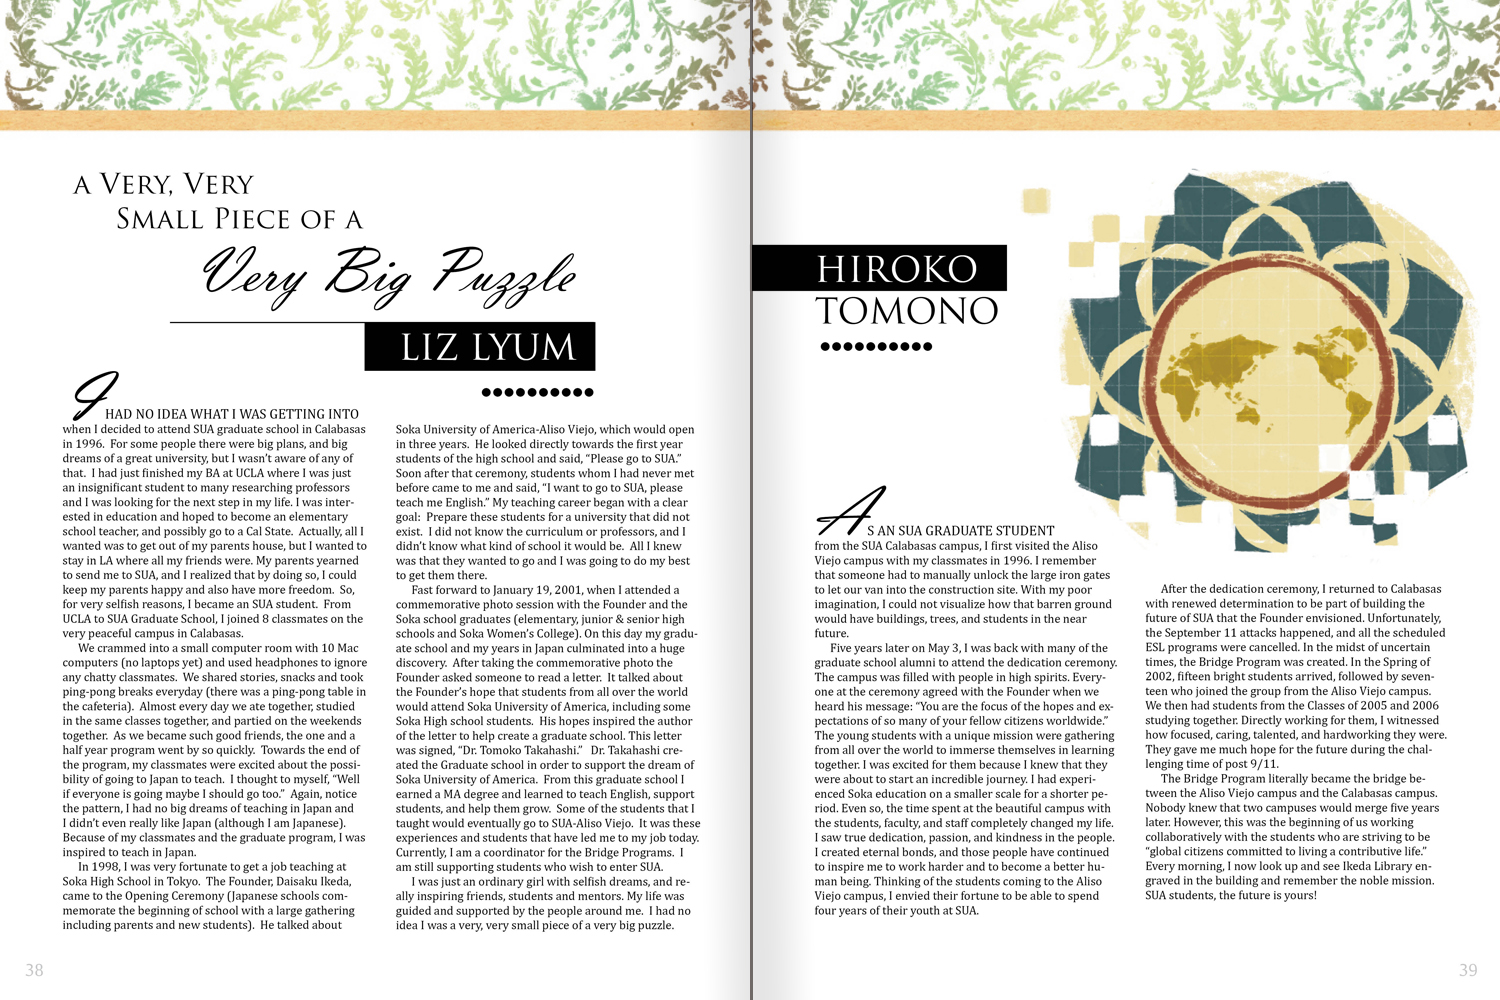 A VERY, VERY
SMALL PIECE OF A
Very Big Puzzle
LIZ LYUM
I HAD NO IDEA WHAT I WAS GETTING INTO
when I decided to attend SUA graduate school in Calabasas
in 1996.  For some people there were big plans, and big
dreams of a great university, but I wasn't aware of any of
that.  I had just finished my BA at UCLA where I was just
an insignificant student to many researching professors
and I was looking for the next step in my life. I was inter-
ested in education and hoped to become an elementary
school teacher, and possibly go to a Cal State.  Actually, all I
wanted was to get out of my parents house, but I wanted to
stay in LA where all my friends were. My parents yearned
to send me to SUA, and I realized that by doing so, I could
keep my parents happy and also have more freedom.  So,
for very selfish reasons, I became an SUA student.  From
UCLA to SUA Graduate School, I joined 8 classmates on the
very peaceful campus in Calabasas.
We crammed into a small computer room with 10 Mac
computers (no laptops yet) and used headphones to ignore
any chatty classmates.  We shared stories, snacks and took
ping-pong breaks everyday (there was a ping-pong table in
the cafeteria).  Almost every day we ate together, studied
in the same classes together, and partied on the weekends
together.  As we became such good friends, the one and a
half year program went by so quickly.  Towards the end of
the program, my classmates were excited about the possi-
bility of going to Japan to teach.  I thought to myself, "Well
if everyone is going maybe I should go too."  Again, notice
the pattern, I had no big dreams of teaching in Japan and
I didn't even really like Japan (although I am Japanese).
Because of my classmates and the graduate program, I was
inspired to teach in Japan.
In 1998, I was very fortunate to get a job teaching at
Soka High School in Tokyo.  The Founder, Daisaku Ikeda,
came to the Opening Ceremony (Japanese schools com-
memorate the beginning of school with a large gathering
including parents and new students).  He talked about
Soka University of America-Aliso Viejo, which would open
in three years.  He looked directly towards the first year
students of the high school and said, "Please go to SUA."
Soon after that ceremony, students whom I had never met
before came to me and said, "I want to go to SUA, please
teach me English." My teaching career began with a clear
goal:  Prepare these students for a university that did not
exist.  I did not know the curriculum or professors, and I
didn't know what kind of school it would be.  All I knew
was that they wanted to go and I was going to do my best
to get them there.
Fast forward to January 19, 2001, when I attended a
commemorative photo session with the Founder and the
Soka school graduates (elementary, junior & senior high
schools and Soka Women's College). On this day my gradu-
ate school and my years in Japan culminated into a huge
discovery.  After taking the commemorative photo the
Founder asked someone to read a letter.  It talked about
the Founder's hope that students from all over the world
would attend Soka University of America, including some
Soka High school students.  His hopes inspired the author
of the letter to help create a graduate school. This letter
was signed, "Dr. Tomoko Takahashi."  Dr. Takahashi cre-
ated the Graduate school in order to support the dream of
Soka University of America.  From this graduate school I
earned a MA degree and learned to teach English, support
students, and help them grow.  Some of the students that I
taught would eventually go to SUA-Aliso Viejo.  It was these
experiences and students that have led me to my job today.
Currently, I am a coordinator for the Bridge Programs.  I
am still supporting students who wish to enter SUA.
I was just an ordinary girl with selfish dreams, and re-
ally inspiring friends, students and mentors. My life was
guided and supported by the people around me.  I had no
idea I was a very, very small piece of a very big puzzle.
38
HIROKO
TOMONO
AS AN SUA GRADUATE STUDENT
from the SUA Calabasas campus, I first visited the Aliso
Viejo campus with my classmates in 1996. I remember
that someone had to manually unlock the large iron gates
to let our van into the construction site. With my poor
imagination, I could not visualize how that barren ground
would have buildings, trees, and students in the near
future.
Five years later on May 3, I was back with many of the
graduate school alumni to attend the dedication ceremony.
The campus was filled with people in high spirits. Every-
one at the ceremony agreed with the Founder when we
heard his message: "You are the focus of the hopes and ex-
pectations of so many of your fellow citizens worldwide."
The young students with a unique mission were gathering
from all over the world to immerse themselves in learning
together. I was excited for them because I knew that they
were about to start an incredible journey. I had experi-
enced Soka education on a smaller scale for a shorter pe-
riod. Even so, the time spent at the beautiful campus with
the students, faculty, and staff completely changed my life.
I saw true dedication, passion, and kindness in the people.
I created eternal bonds, and those people have continued
to inspire me to work harder and to become a better hu-
man being. Thinking of the students coming to the Aliso
Viejo campus, I envied their fortune to be able to spend
four years of their youth at SUA.
After the dedication ceremony, I returned to Calabasas
with renewed determination to be part of building the
future of SUA that the Founder envisioned. Unfortunately,
the September 11 attacks happened, and all the scheduled
ESL programs were cancelled. In the midst of uncertain
times, the Bridge Program was created. In the Spring of
2002, fifteen bright students arrived, followed by seven-
teen who joined the group from the Aliso Viejo campus.
We then had students from the Classes of 2005 and 2006
studying together. Directly working for them, I witnessed
how focused, caring, talented, and hardworking they were.
They gave me much hope for the future during the chal-
lenging time of post 9/11.
The Bridge Program literally became the bridge be-
tween the Aliso Viejo campus and the Calabasas campus.
Nobody knew that two campuses would merge five years
later. However, this was the beginning of us working
collaboratively with the students who are striving to be
"global citizens committed to living a contributive life."
Every morning, I now look up and see Ikeda Library en-
graved in the building and remember the noble mission.
SUA students, the future is yours!
39